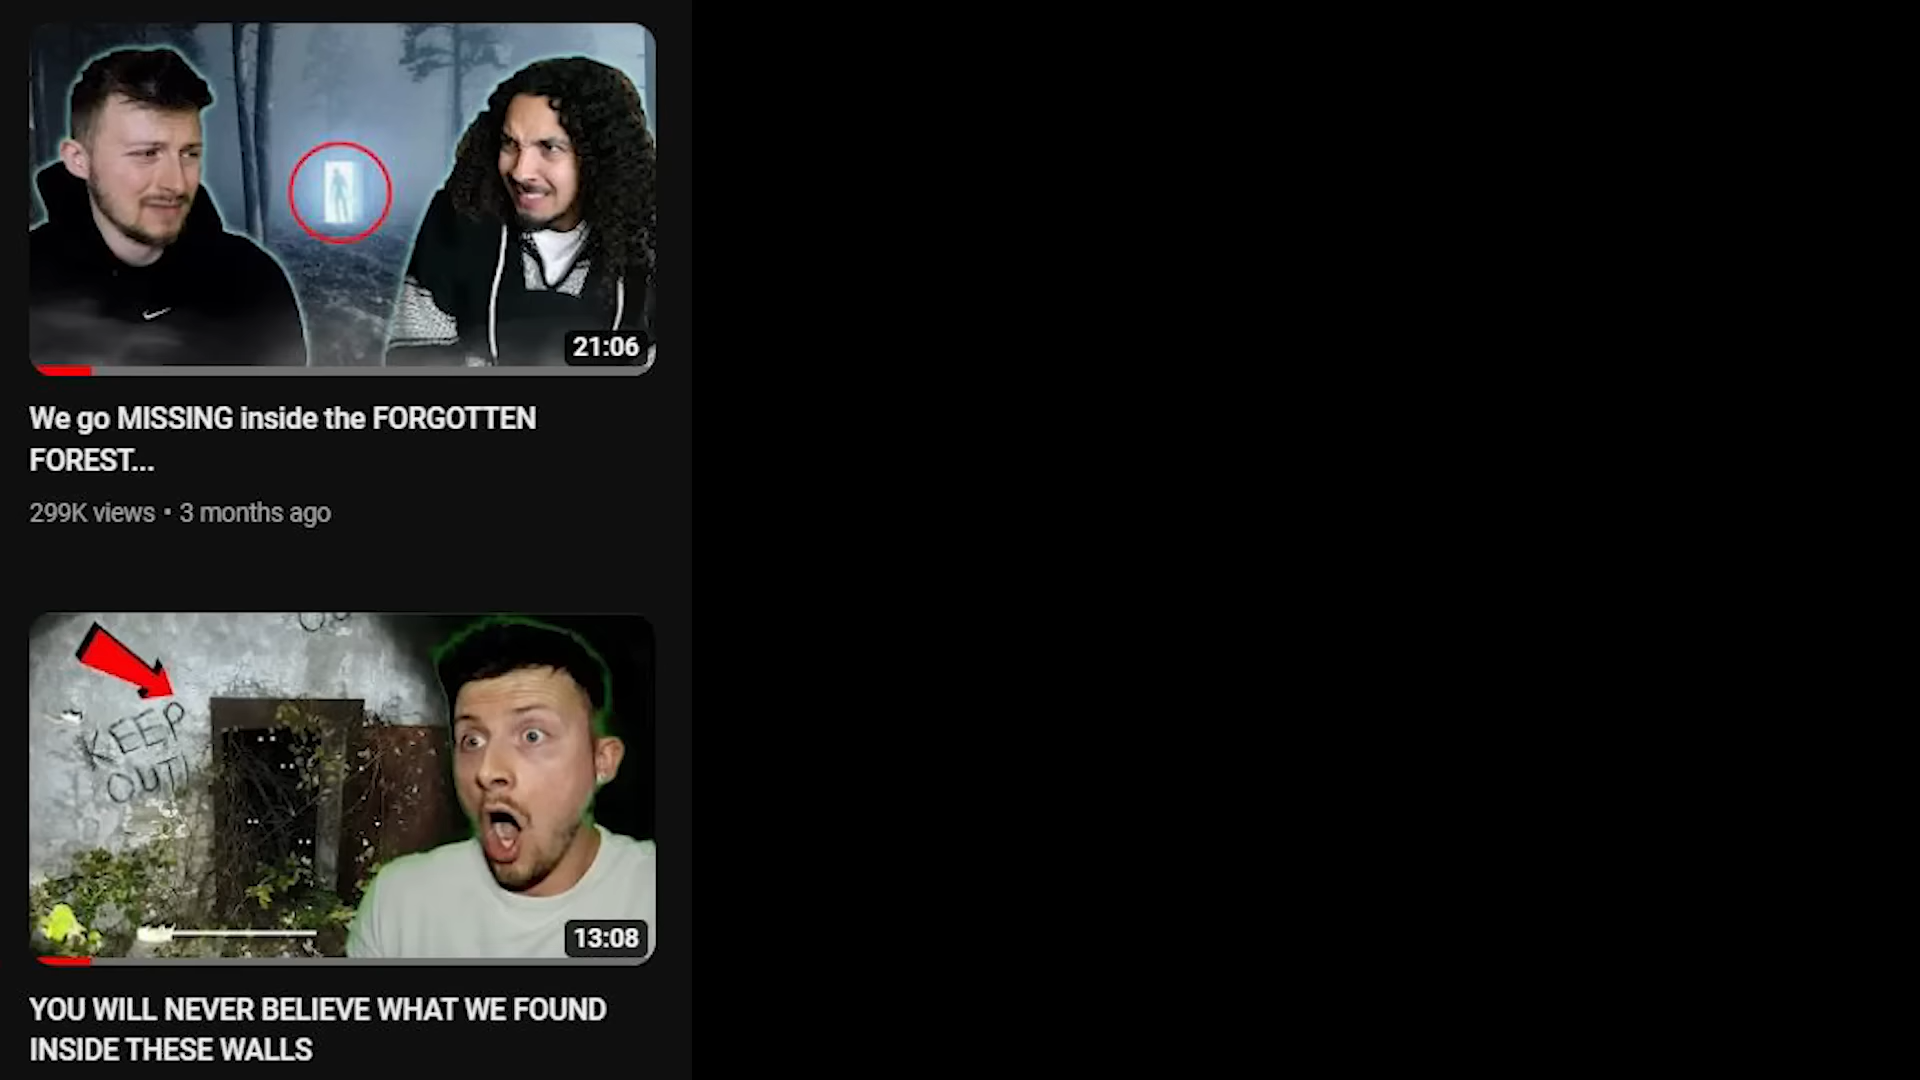 21:06
We go MISSING inside the FORGOTTEN
FOREST...
299K views • 3 months ago
KEEP
OUT!
13:08
YOU WILL NEVER BELIEVE WHAT WE FOUND
INSIDE THESE WALLS